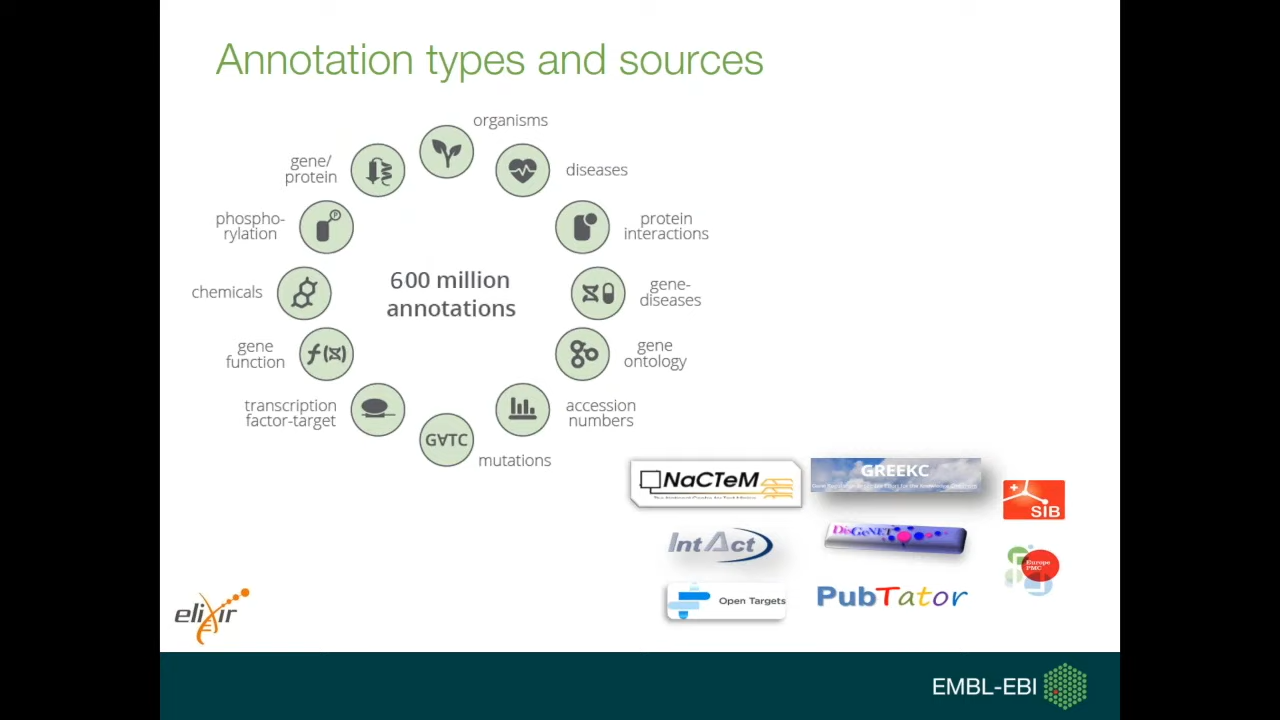 Annotation types and sources
organisms
gene/
protein
diseases
phospho-
rylation
P
protein
interactions
chemicals
600 million
annotations
gene-
diseases
gene
function
f(x)
gene
ontology
transcription
factor-target
accession
numbers
G∀TC
mutations
NaCTeM
GREEKC
SIB
IntAct
DisGeNET
Europe
PMC
Open Targets
PubTator
elixir
EMBL-EBI